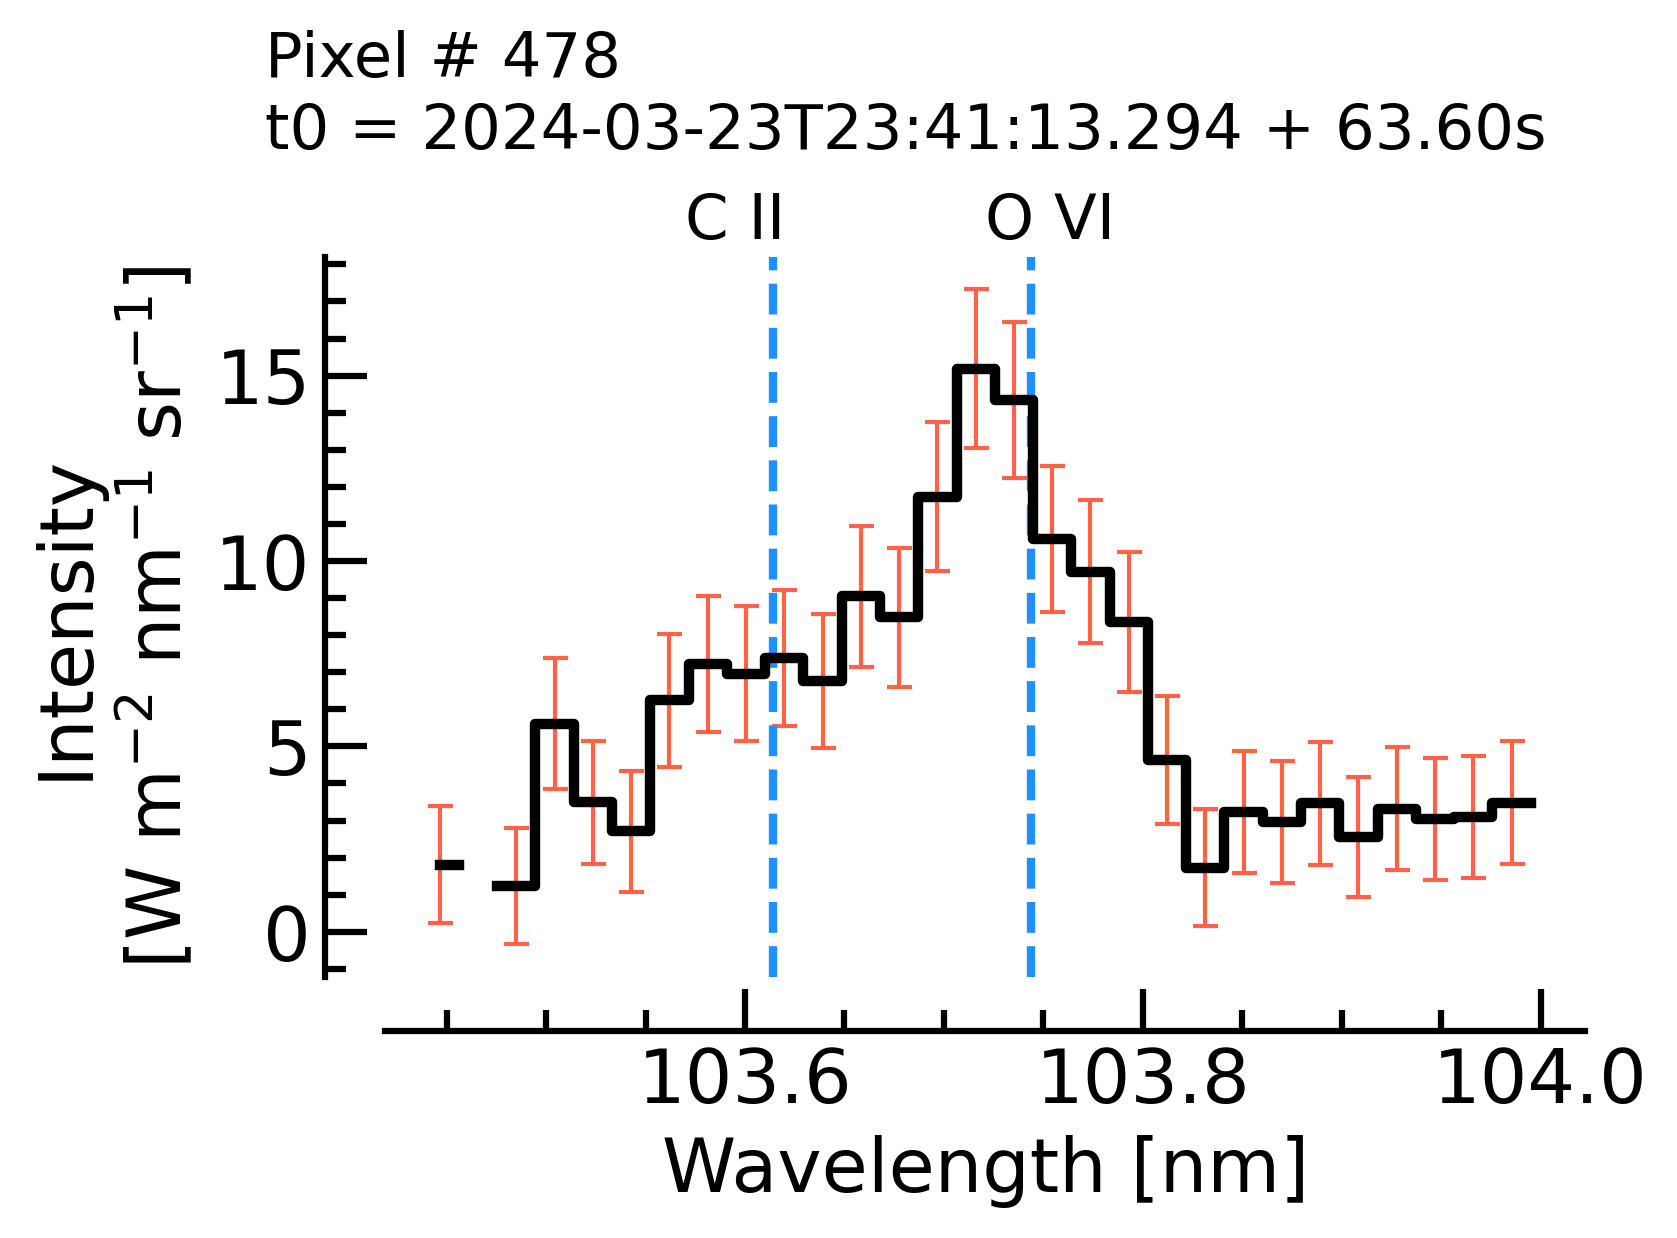 Pixel # 478
t0 = 2024-03-23T23:41:13.294 + 63.60s
C II O VI
Intensity
[W m⁻² nm⁻¹ sr⁻¹]
15
10
5
0
103.6 103.8 104.0
Wavelength [nm]